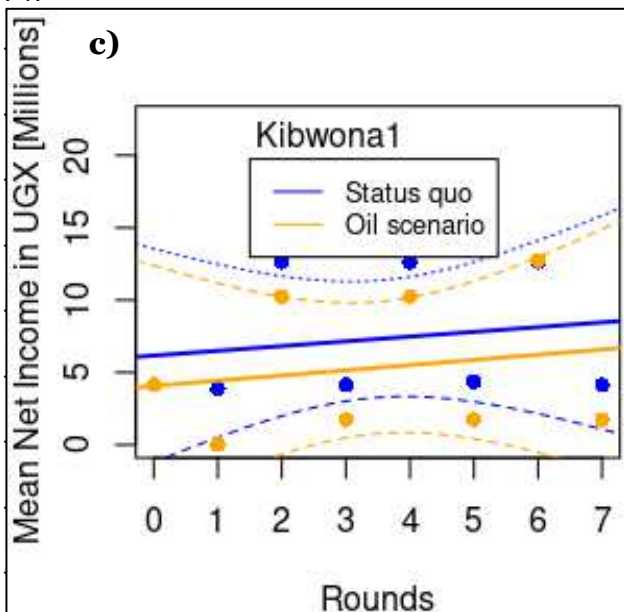 c)
Mean Net Income in UGX [Millions]
Kibwona1
Status quo
Oil scenario
20
15
10
5
0
0 1 2 3 4 5 6 7
Rounds